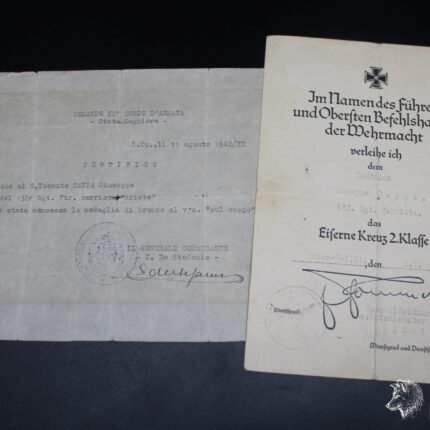 COMANDO XX° CORPO D'ARMATA
- Stato Maggiore -
P.M., li 11 agosto 1942/XX
CERTIFICO
che al S.Tenente CAPPA Giuseppe
del 132/ Rgt. Ftr. carrista "Ariete"
è stata concessa la medaglia di bronzo al v.m. "sul campo"
IL GENERALE COMANDANTE
- G. De Stefanis -
Im Namen des Führe
und Obersten Befehlsha
der Wehrmacht
verleihe ich
dem
132. Rgt. Carrista,
das
Eiserne Kreuz 2. Klasse
,den
(Dienstsiegel)
(Dienstgrad und Dienst